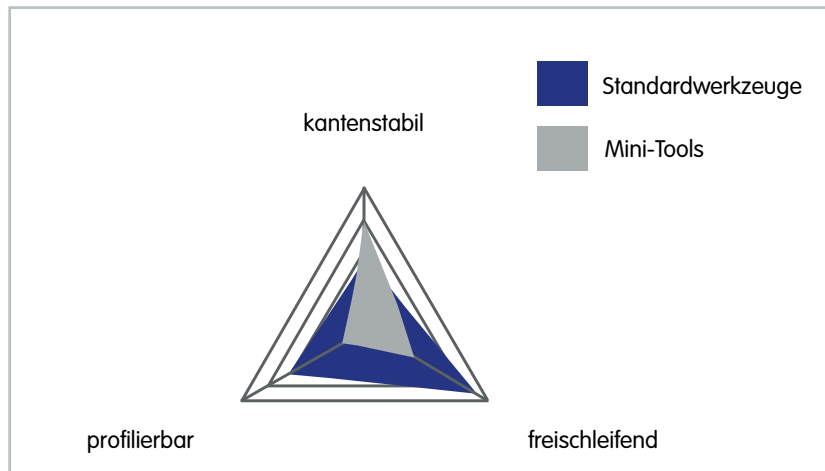 Standardwerkzeuge
kantenstabil
Mini-Tools
profilierbar
freischleifend